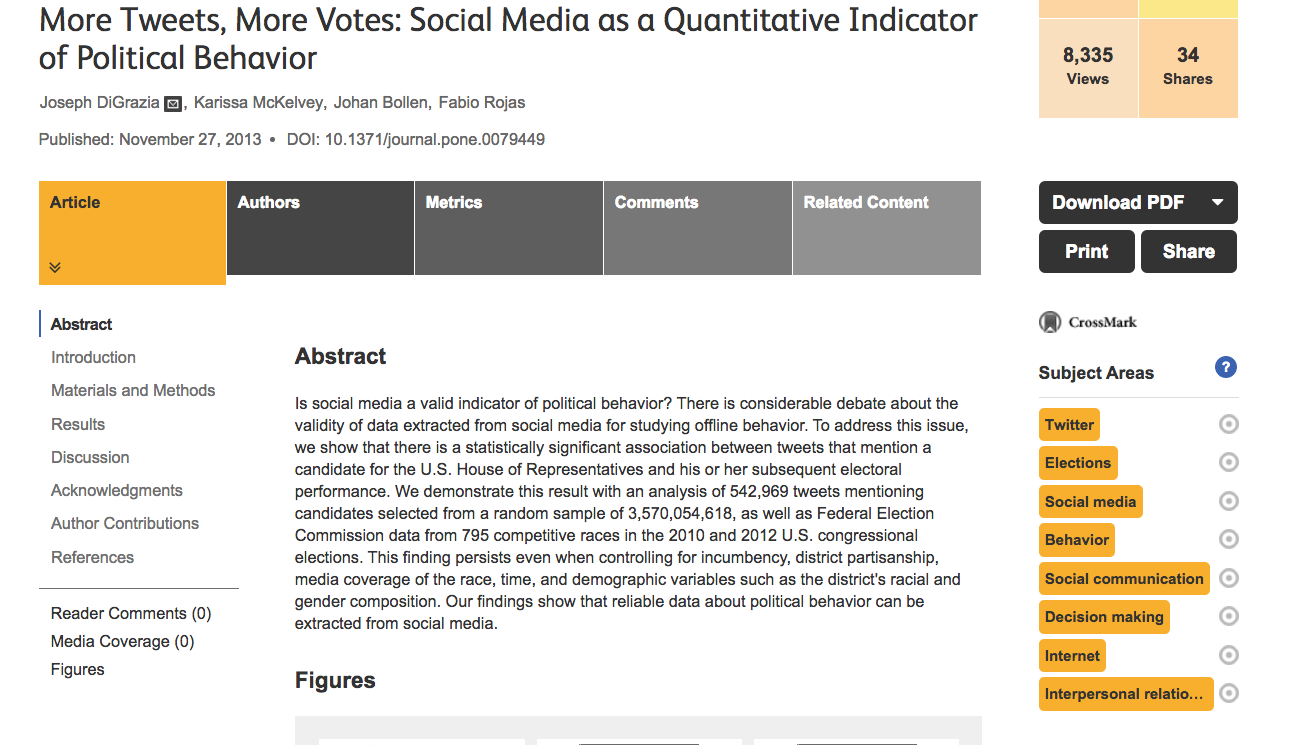 More Tweets, More Votes: Social Media as a Quantitative Indicator
of Political Behavior
Joseph DiGrazia , Karissa McKelvey, Johan Bollen, Fabio Rojas
Published: November 27, 2013 • DOI: 10.1371/journal.pone.0079449
8,335
Views
34
Shares
Article
Authors
Metrics
Comments
Related Content
Download PDF
Print
Share
CrossMark
Abstract
Introduction
Materials and Methods
Results
Discussion
Acknowledgments
Author Contributions
References
Reader Comments (0)
Media Coverage (0)
Figures
Abstract
Is social media a valid indicator of political behavior? There is considerable debate about the
validity of data extracted from social media for studying offline behavior. To address this issue,
we show that there is a statistically significant association between tweets that mention a
candidate for the U.S. House of Representatives and his or her subsequent electoral
performance. We demonstrate this result with an analysis of 542,969 tweets mentioning
candidates selected from a random sample of 3,570,054,618, as well as Federal Election
Commission data from 795 competitive races in the 2010 and 2012 U.S. congressional
elections. This finding persists even when controlling for incumbency, district partisanship,
media coverage of the race, time, and demographic variables such as the district's racial and
gender composition. Our findings show that reliable data about political behavior can be
extracted from social media.
Figures
Subject Areas
?
Twitter
Elections
Social media
Behavior
Social communication
Decision making
Internet
Interpersonal relatio…